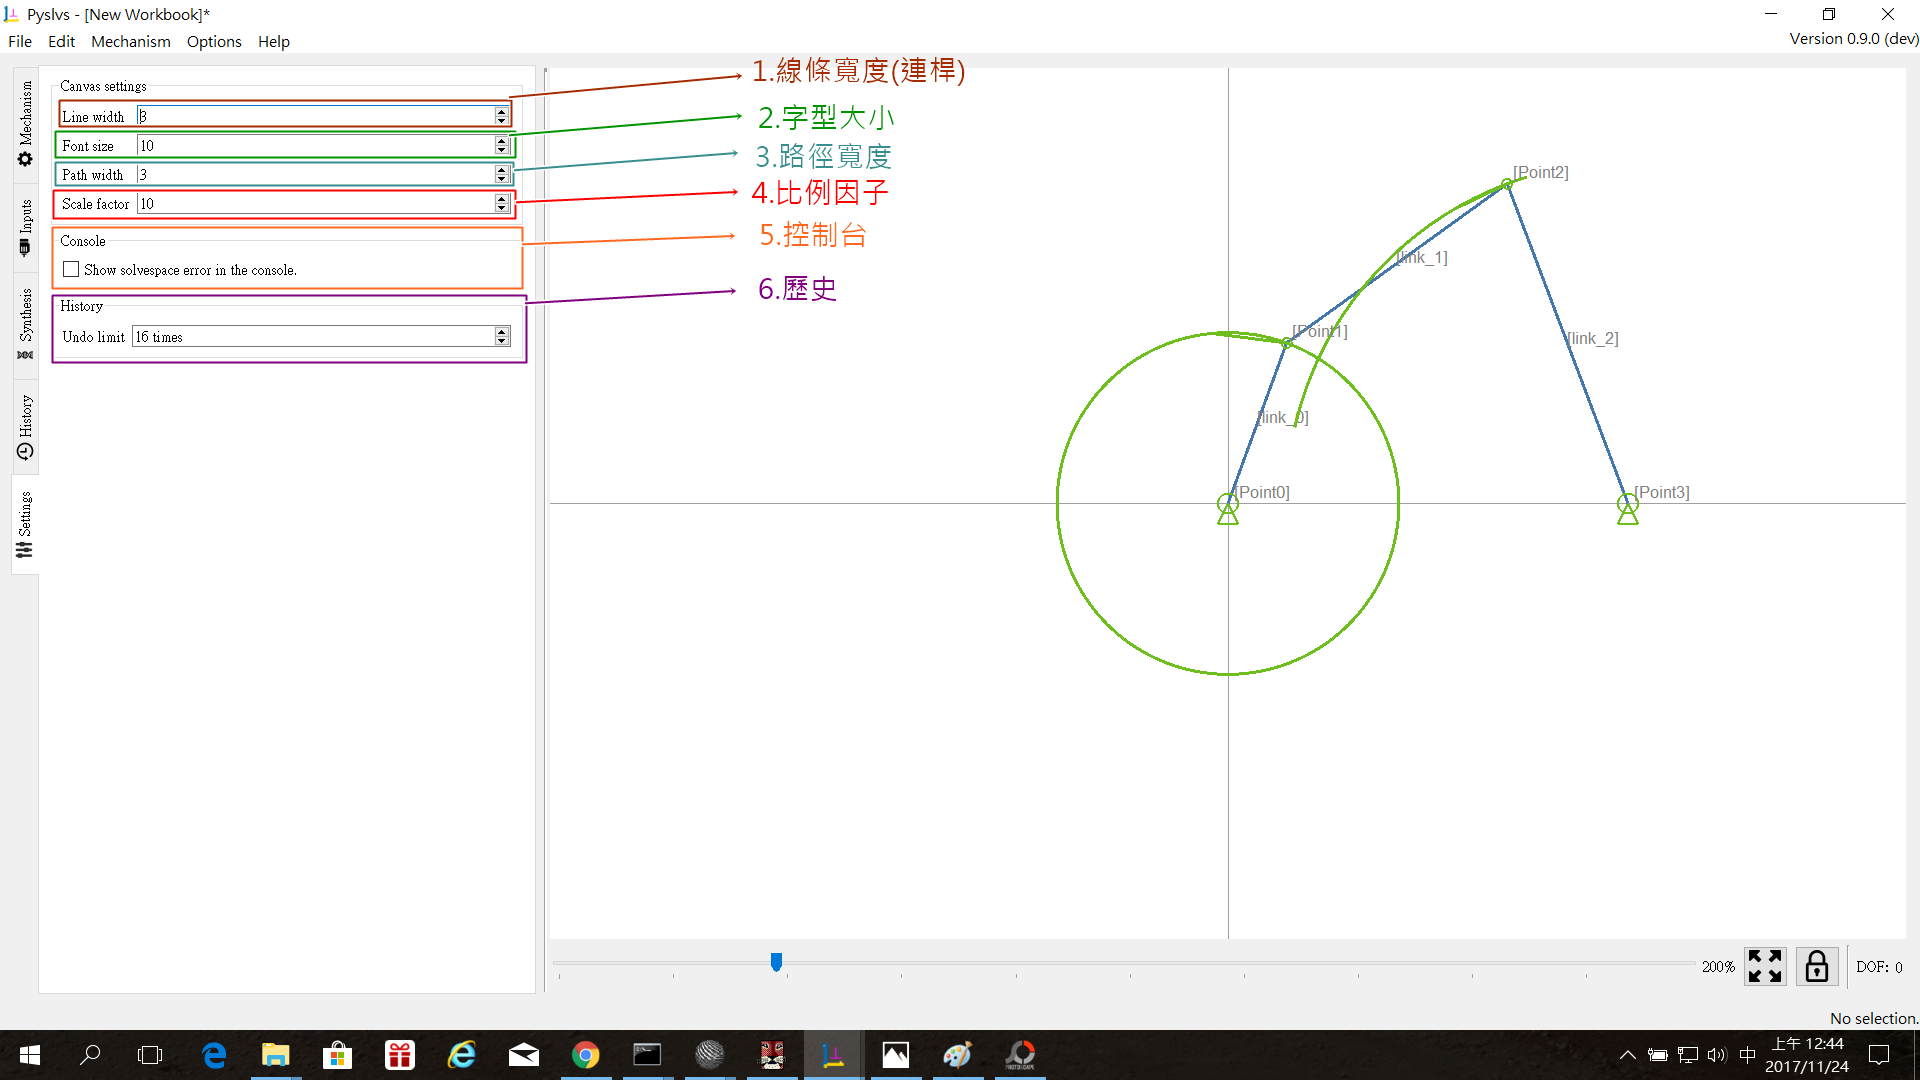 Pyslvs - [New Workbook]*
File Edit Mechanism Options Help
Version 0.9.0 (dev)
Mechanism
Inputs
Synthesis
History
Settings
Canvas settings
Line width 3
Font size 10
Path width 3
Scale factor 10
Console
Show solvespace error in the console.
History
Undo limit 16 times
1.線條寬度(連桿)
2.字型大小
3.路徑寬度
4.比例因子
5.控制台
6.歷史
[Point2]
[link_1]
[Point1]
[link_2]
[link_0]
[Point0]
[Point3]
200%
DOF: 0
No selection.
中
上午 12:44
2017/11/24
PHOTOSCAPE